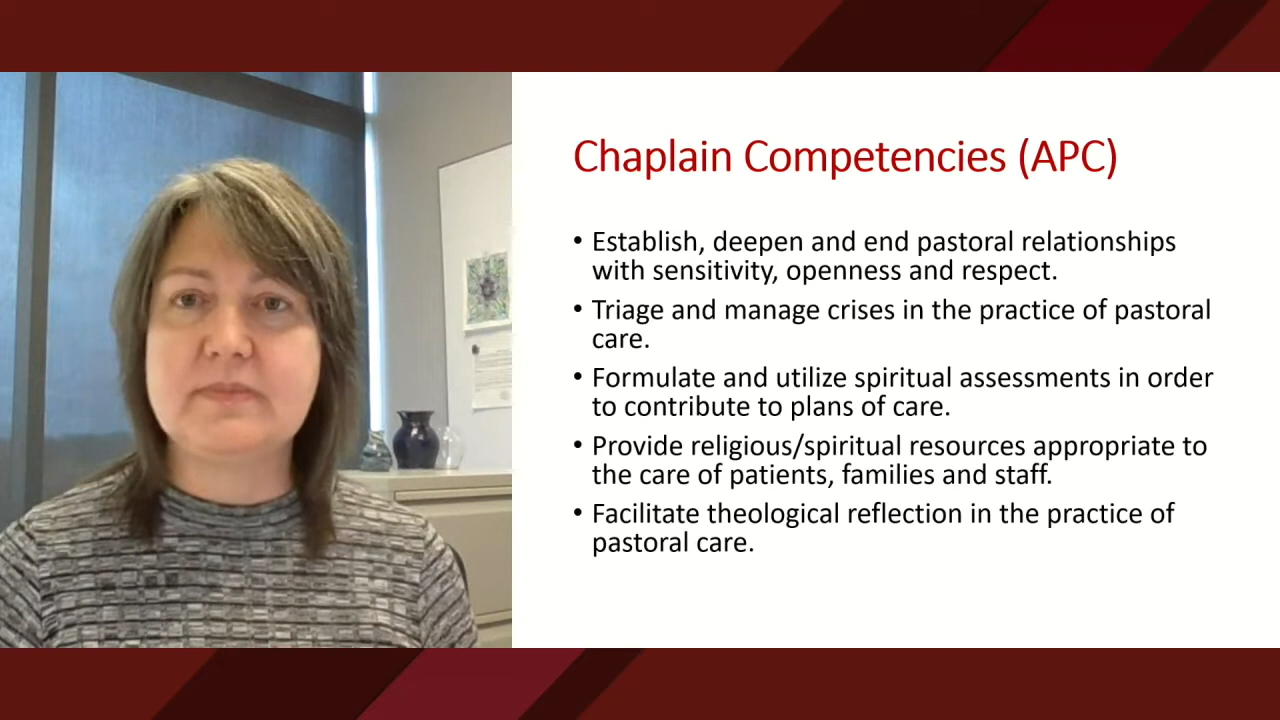 Chaplain Competencies (APC)
• Establish, deepen and end pastoral relationships
with sensitivity, openness and respect.
• Triage and manage crises in the practice of pastoral
care.
• Formulate and utilize spiritual assessments in order
to contribute to plans of care.
• Provide religious/spiritual resources appropriate to
the care of patients, families and staff.
• Facilitate theological reflection in the practice of
pastoral care.